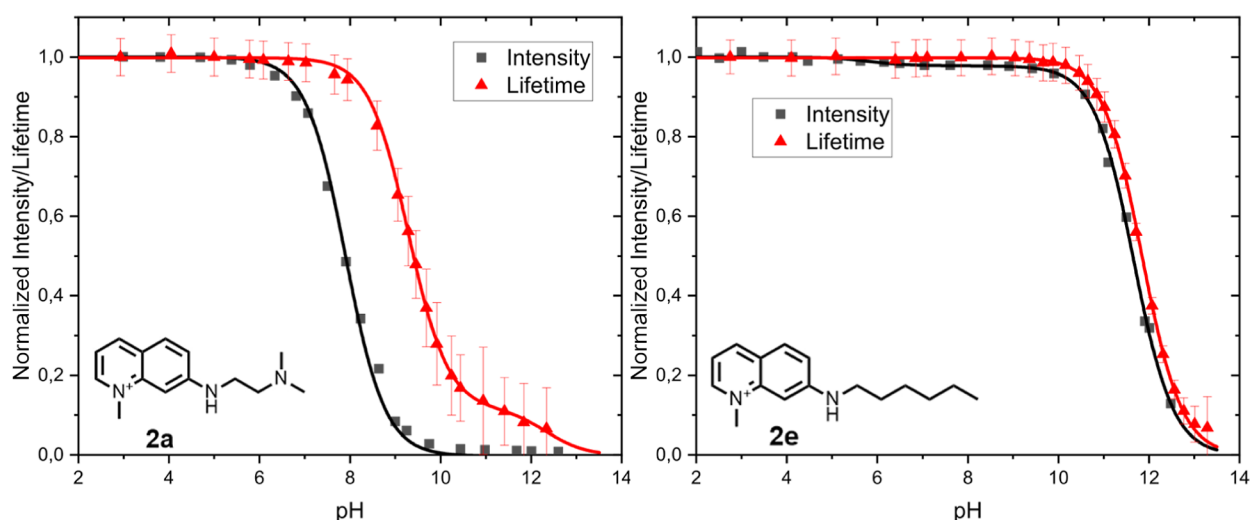 Normalized Intensity/Lifetime
1,0
0,8
0,6
0,4
0,2
0,0
2 4 6 8 10 12 14
pH
Intensity
Lifetime
N+
N
H
N
2a
Normalized Intensity/Lifetime
1,0
0,8
0,6
0,4
0,2
0,0
2 4 6 8 10 12 14
pH
Intensity
Lifetime
N+
N
H
2e